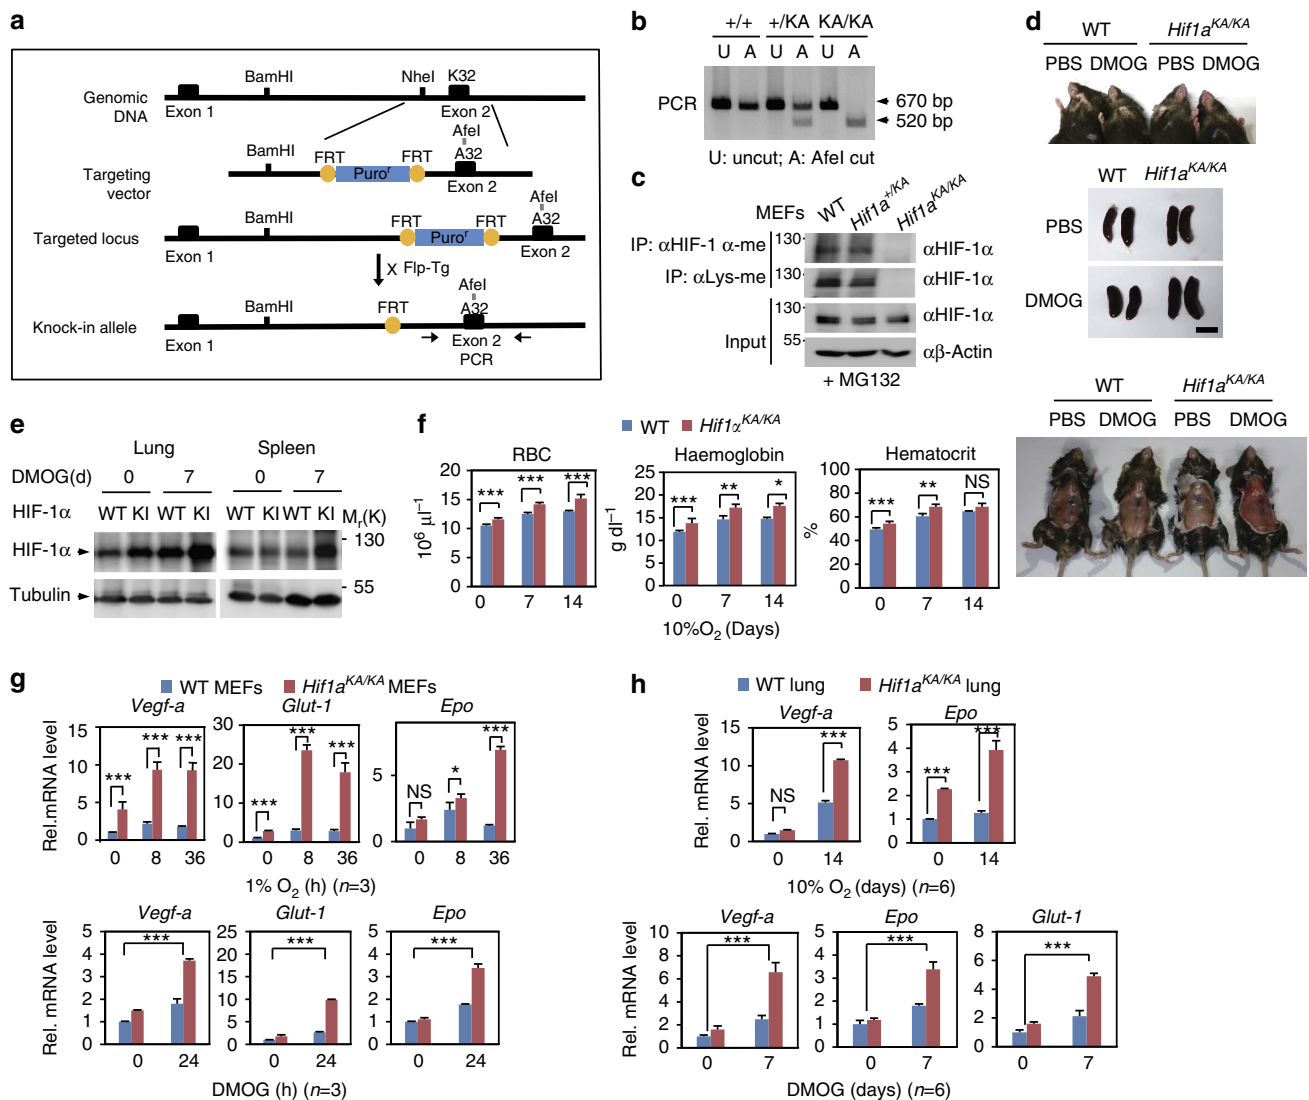 a
BamHI
NheI
K32
Genomic
DNA
Exon 1
Exon 2
AfeI
BamHI
FRT
FRT
A32
Puro^r
Targeting
vector
Exon 2
AfeI
BamHI
FRT
FRT
A32
Targeted locus
Puro^r
Exon 1
Exon 2
X Flp-Tg
AfeI
BamHI
FRT
A32
Knock-in allele
Exon 1
Exon 2
PCR
b
+/+ +/KA KA/KA
U A U A U A
PCR
670 bp
520 bp
U: uncut; A: AfeI cut
c
MEFs WT Hif1a^+/KA Hif1a^KA/KA
IP: αHIF-1 α-me 130 αHIF-1α
IP: αLys-me 130 αHIF-1α
130 αHIF-1α
Input 55 αβ-Actin
+ MG132
d
WT Hif1a^KA/KA
PBS DMOG PBS DMOG
WT Hif1a^KA/KA
PBS
DMOG
WT Hif1a^KA/KA
PBS DMOG PBS DMOG
e
Lung Spleen
DMOG(d) 0 7 0 7
HIF-1α WT KI WT KI WT KI WT KI M_r(K)
HIF-1α 130
Tubulin 55
f
WT Hif1α^KA/KA
RBC
10^6 μl^–1
20
15
10
5
0
*** *** ***
0 7 14
Haemoglobin
g dl^–1
25
20
15
10
5
0
*** ** *
0 7 14
Hematocrit
%
100
80
60
40
20
0
*** ** NS
0 7 14
10%O_2 (Days)
g
WT MEFs Hif1a^KA/KA MEFs
Vegf-a
Rel.mRNA level
15
10
5
0
*** *** ***
0 8 36
Glut-1
30
20
10
0
*** *** ***
0 8 36
Epo
5
0
NS * ***
0 8 36
1% O_2 (h) (n=3)
Vegf-a
Rel. mRNA level
5
4
3
2
1
0
***
0 24
Glut-1
25
20
15
10
5
0
***
0 24
Epo
5
4
3
2
1
0
***
0 24
DMOG (h) (n=3)
h
WT lung Hif1a^KA/KA lung
Vegf-a
Rel. mRNA level
15
10
5
0
NS ***
0 14
Epo
5
4
3
2
1
0
*** ***
0 14
10% O_2 (days) (n=6)
Vegf-a
Rel. mRNA level
10
8
6
4
2
0
***
0 7
Epo
5
4
3
2
1
0
***
0 7
Glut-1
8
6
4
2
0
***
0 7
DMOG (days) (n=6)